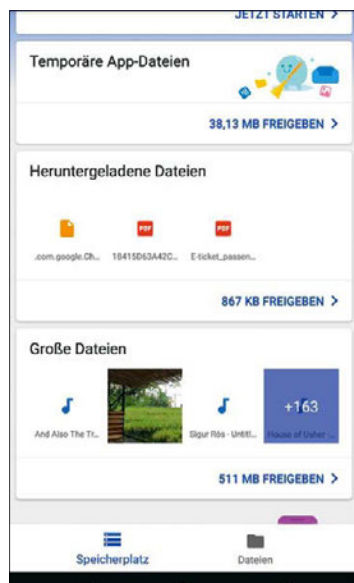 JETZT STARTEN >
Temporäre App-Dateien
38,13 MB FREIGEBEN >
Heruntergeladene Dateien
PDF PDF
.com.google.Ch... 18415D63A42C... E-ticket_passen...
867 KB FREIGEBEN >
Große Dateien
+163
And Also The Tr... Sigur Rós - Untitl... House of Usher -...
511 MB FREIGEBEN >
Speicherplatz Dateien